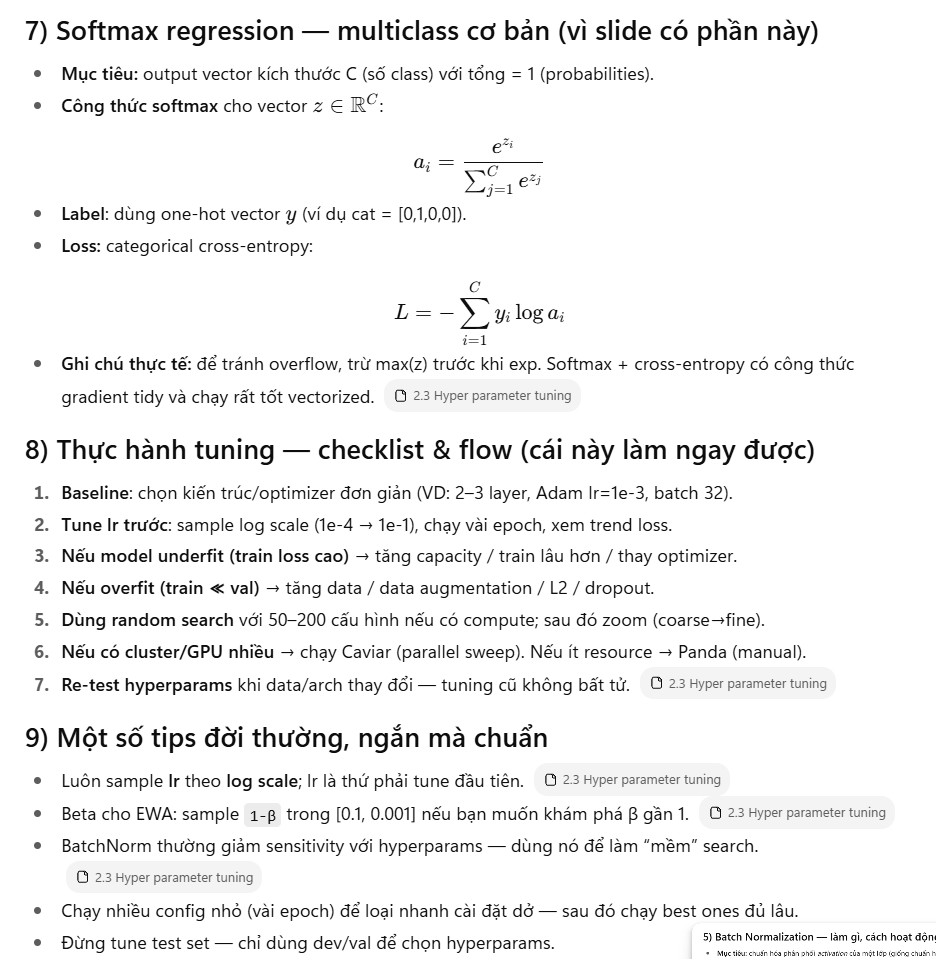 7) Softmax regression — multiclass cơ bản (vì slide có phần này)
• Mục tiêu: output vector kích thước C (số class) với tổng = 1 (probabilities).
• Công thức softmax cho vector z ∈ ℝ^C:
a_i = e^{z_i} / ∑_{j=1}^{C} e^{z_j}
• Label: dùng one-hot vector y (ví dụ cat = [0,1,0,0]).
• Loss: categorical cross-entropy:
L = − ∑_{i=1}^{C} y_i log a_i
• Ghi chú thực tế: để tránh overflow, trừ max(z) trước khi exp. Softmax + cross-entropy có công thức
gradient tidy và chạy rất tốt vectorized. 2.3 Hyper parameter tuning
8) Thực hành tuning — checklist & flow (cái này làm ngay được)
1. Baseline: chọn kiến trúc/optimizer đơn giản (VD: 2–3 layer, Adam lr=1e-3, batch 32).
2. Tune lr trước: sample log scale (1e-4 → 1e-1), chạy vài epoch, xem trend loss.
3. Nếu model underfit (train loss cao) → tăng capacity / train lâu hơn / thay optimizer.
4. Nếu overfit (train ≪ val) → tăng data / data augmentation / L2 / dropout.
5. Dùng random search với 50–200 cấu hình nếu có compute; sau đó zoom (coarse→fine).
6. Nếu có cluster/GPU nhiều → chạy Caviar (parallel sweep). Nếu ít resource → Panda (manual).
7. Re-test hyperparams khi data/arch thay đổi — tuning cũ không bất tử. 2.3 Hyper parameter tuning
9) Một số tips đời thường, ngắn mà chuẩn
• Luôn sample lr theo log scale; lr là thứ phải tune đầu tiên. 2.3 Hyper parameter tuning
• Beta cho EWA: sample 1-β trong [0.1, 0.001] nếu bạn muốn khám phá β gần 1. 2.3 Hyper parameter tuning
• BatchNorm thường giảm sensitivity với hyperparams — dùng nó để làm “mềm” search.
2.3 Hyper parameter tuning
• Chạy nhiều config nhỏ (vài epoch) để loại nhanh cài đặt dở — sau đó chạy best ones đủ lâu.
• Đừng tune test set — chỉ dùng dev/val để chọn hyperparams.
5) Batch Normalization — làm gì, cách hoạt động
• Mục tiêu: chuẩn hóa phân phối activation của một lớp (giống chuẩn